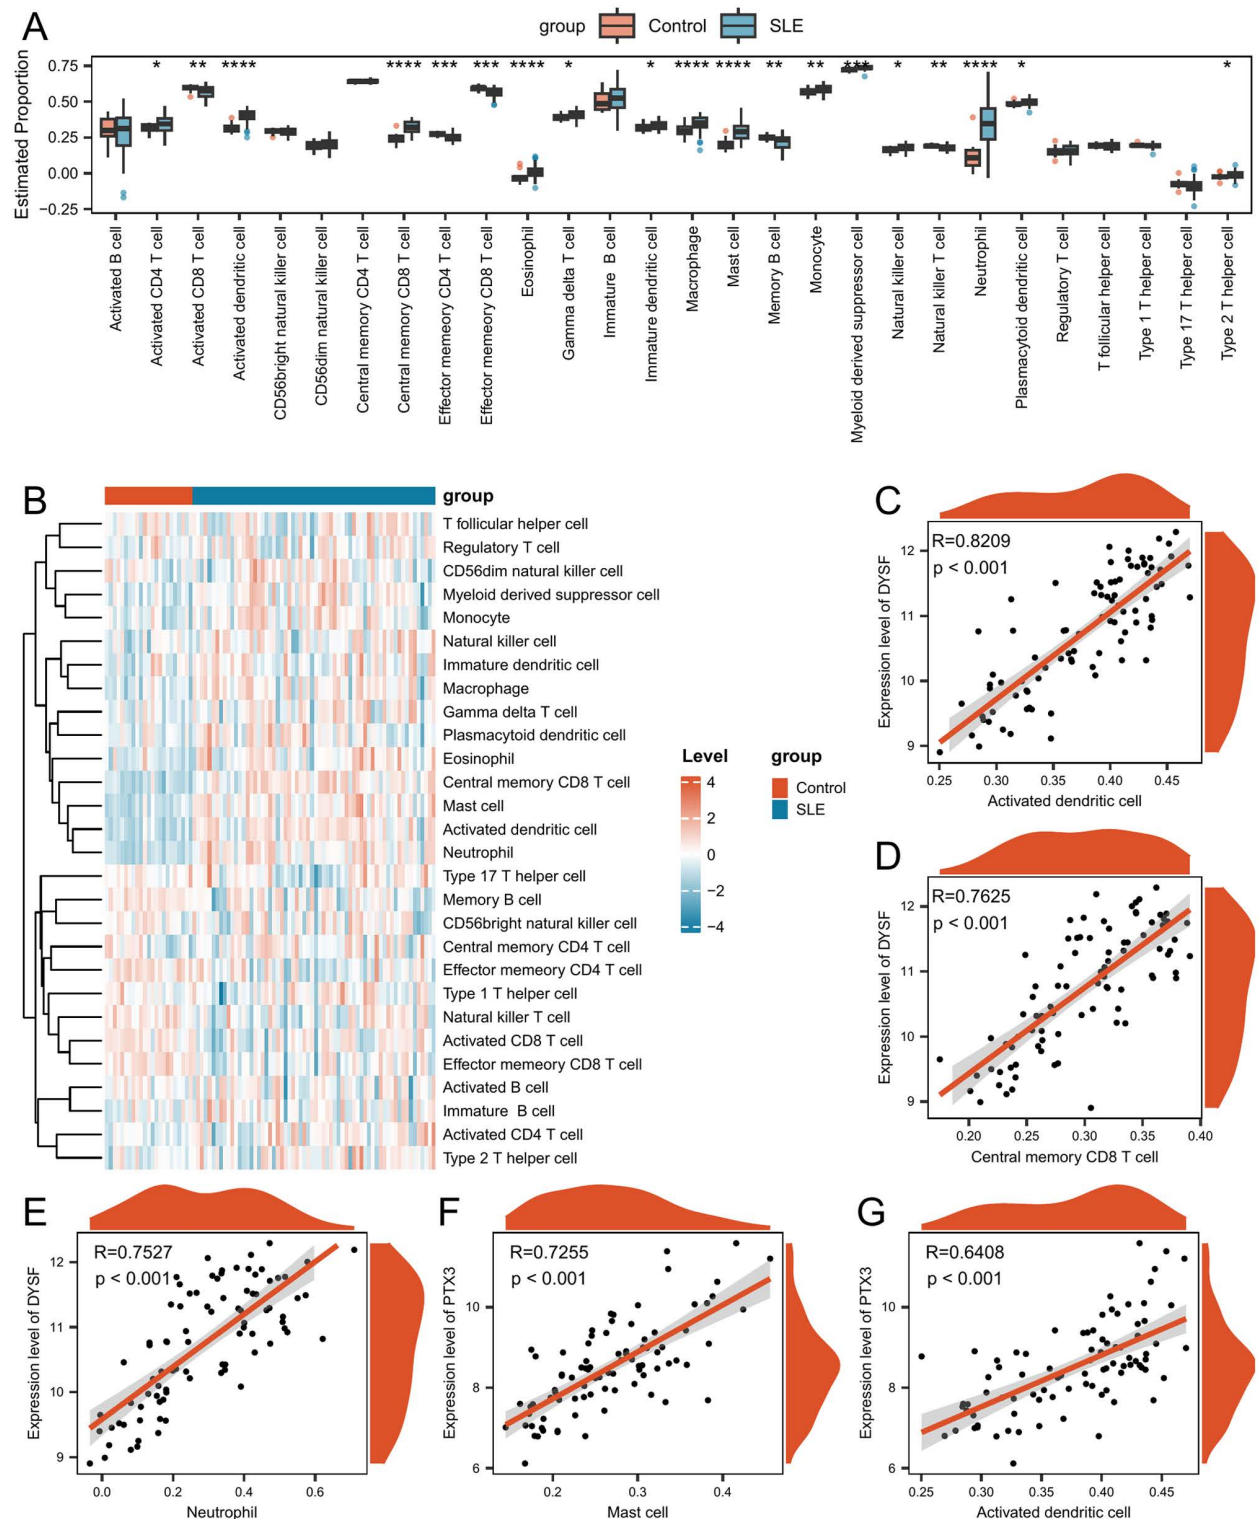 A
group Control SLE
Estimated Proportion
0.75
0.50
0.25
0.00
−0.25
* ** **** **** *** *** **** * * **** **** ** ** *** * ** **** * *
Activated B cell
Activated CD4 T cell
Activated CD8 T cell
Activated dendritic cell
CD56bright natural killer cell
CD56dim natural killer cell
Central memory CD4 T cell
Central memory CD8 T cell
Effector memeory CD4 T cell
Effector memeory CD8 T cell
Eosinophil
Gamma delta T cell
Immature B cell
Immature dendritic cell
Macrophage
Mast cell
Memory B cell
Monocyte
Myeloid derived suppressor cell
Natural killer cell
Natural killer T cell
Neutrophil
Plasmacytoid dendritic cell
Regulatory T cell
T follicular helper cell
Type 1 T helper cell
Type 17 T helper cell
Type 2 T helper cell
B
group
T follicular helper cell
Regulatory T cell
CD56dim natural killer cell
Myeloid derived suppressor cell
Monocyte
Natural killer cell
Immature dendritic cell
Macrophage
Gamma delta T cell
Plasmacytoid dendritic cell
Eosinophil
Central memory CD8 T cell
Mast cell
Activated dendritic cell
Neutrophil
Type 17 T helper cell
Memory B cell
CD56bright natural killer cell
Central memory CD4 T cell
Effector memeory CD4 T cell
Type 1 T helper cell
Natural killer T cell
Activated CD8 T cell
Effector memeory CD8 T cell
Activated B cell
Immature B cell
Activated CD4 T cell
Type 2 T helper cell
Level
4
2
0
−2
−4
group
Control
SLE
C
R=0.8209
p < 0.001
Expression level of DYSF
12
11
10
9
0.25 0.30 0.35 0.40 0.45
Activated dendritic cell
D
R=0.7625
p < 0.001
Expression level of DYSF
12
11
10
9
0.20 0.25 0.30 0.35 0.40
Central memory CD8 T cell
E
R=0.7527
p < 0.001
Expression level of DYSF
12
11
10
9
0.0 0.2 0.4 0.6
Neutrophil
F
R=0.7255
p < 0.001
Expression level of PTX3
10
8
6
0.2 0.3 0.4
Mast cell
G
R=0.6408
p < 0.001
Expression level of PTX3
10
8
6
0.25 0.30 0.35 0.40 0.45
Activated dendritic cell